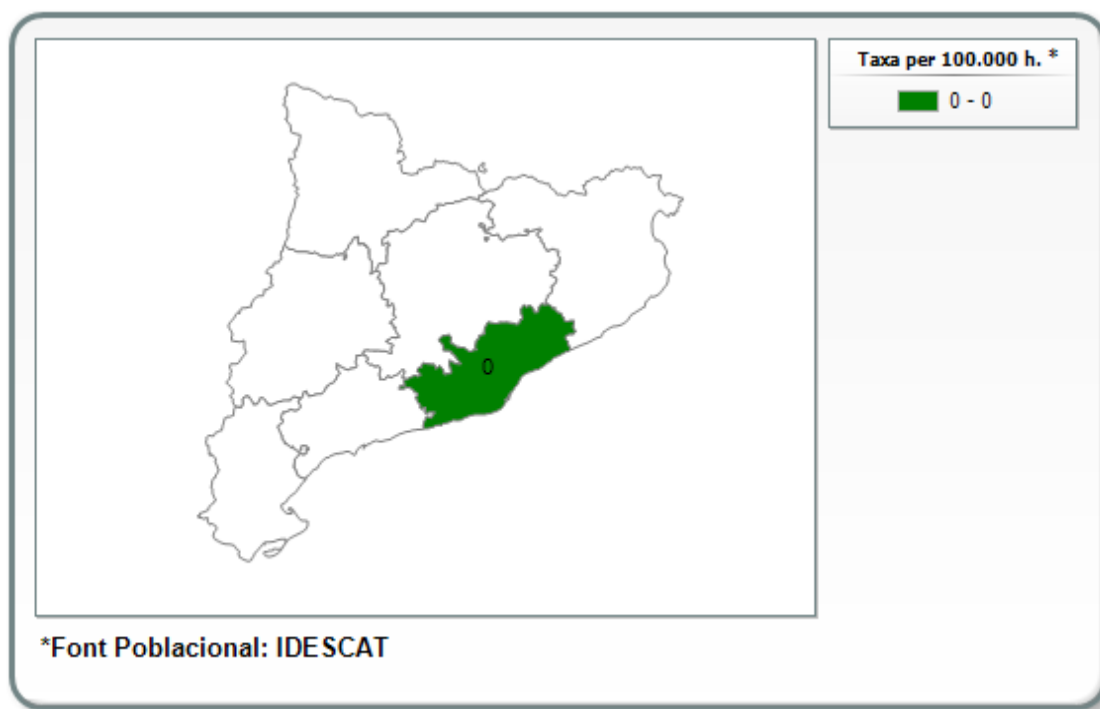 Taxa per 100.000 h. *
0 - 0
0
*Font Poblacional: IDESCAT